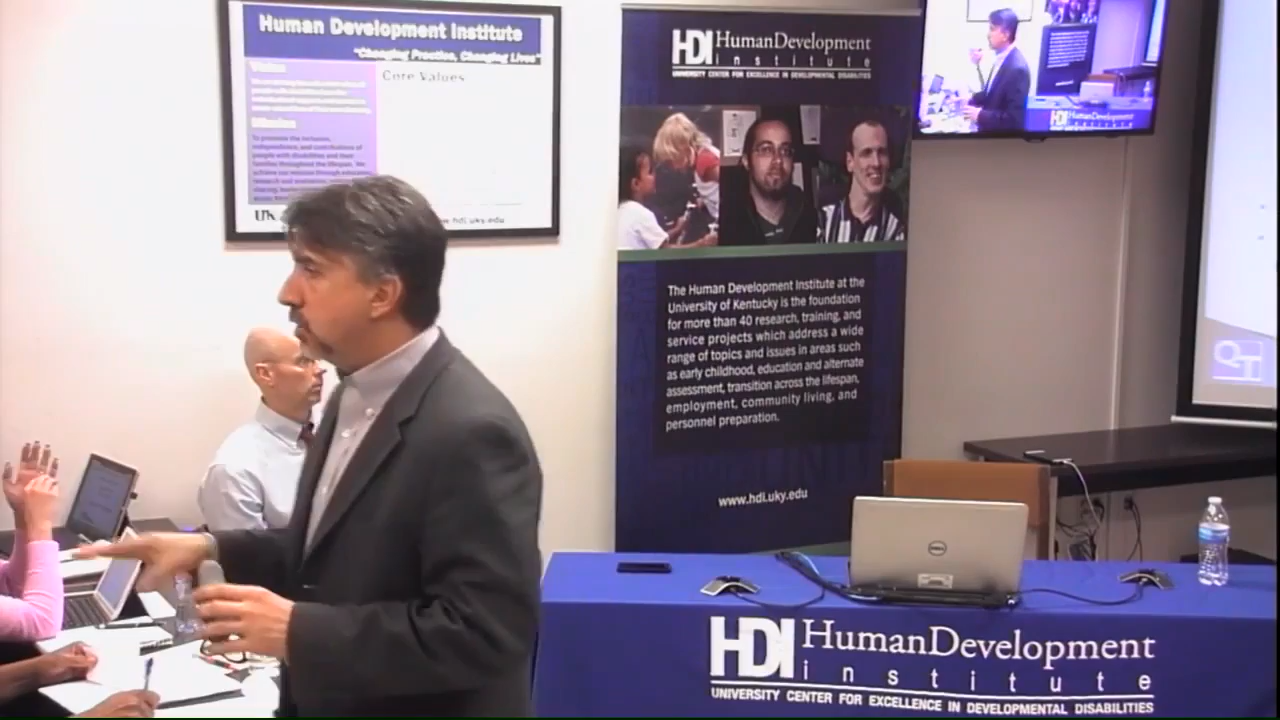 Human Development Institute
"Changing Practice, Changing Lives"
Vision
Core Values
Mission
To promote the inclusion,
independence, and contributions of
people with disabilities and their
families throughout the lifespan. We
achieve our mission through education,
research and
UK
hdi.uky.edu
HDI HumanDevelopment
institute
UNIVERSITY CENTER FOR EXCELLENCE IN DEVELOPMENTAL DISABILITIES
The Human Development Institute at the
University of Kentucky is the foundation
for more than 40 research, training, and
service projects which address a wide
range of topics and issues in areas such
as early childhood, education and alternate
assessment, transition across the lifespan,
employment, community living, and
personnel preparation.
www.hdi.uky.edu
HDI HumanDevelopment
DELL
HDI HumanDevelopment
institute
UNIVERSITY CENTER FOR EXCELLENCE IN DEVELOPMENTAL DISABILITIES